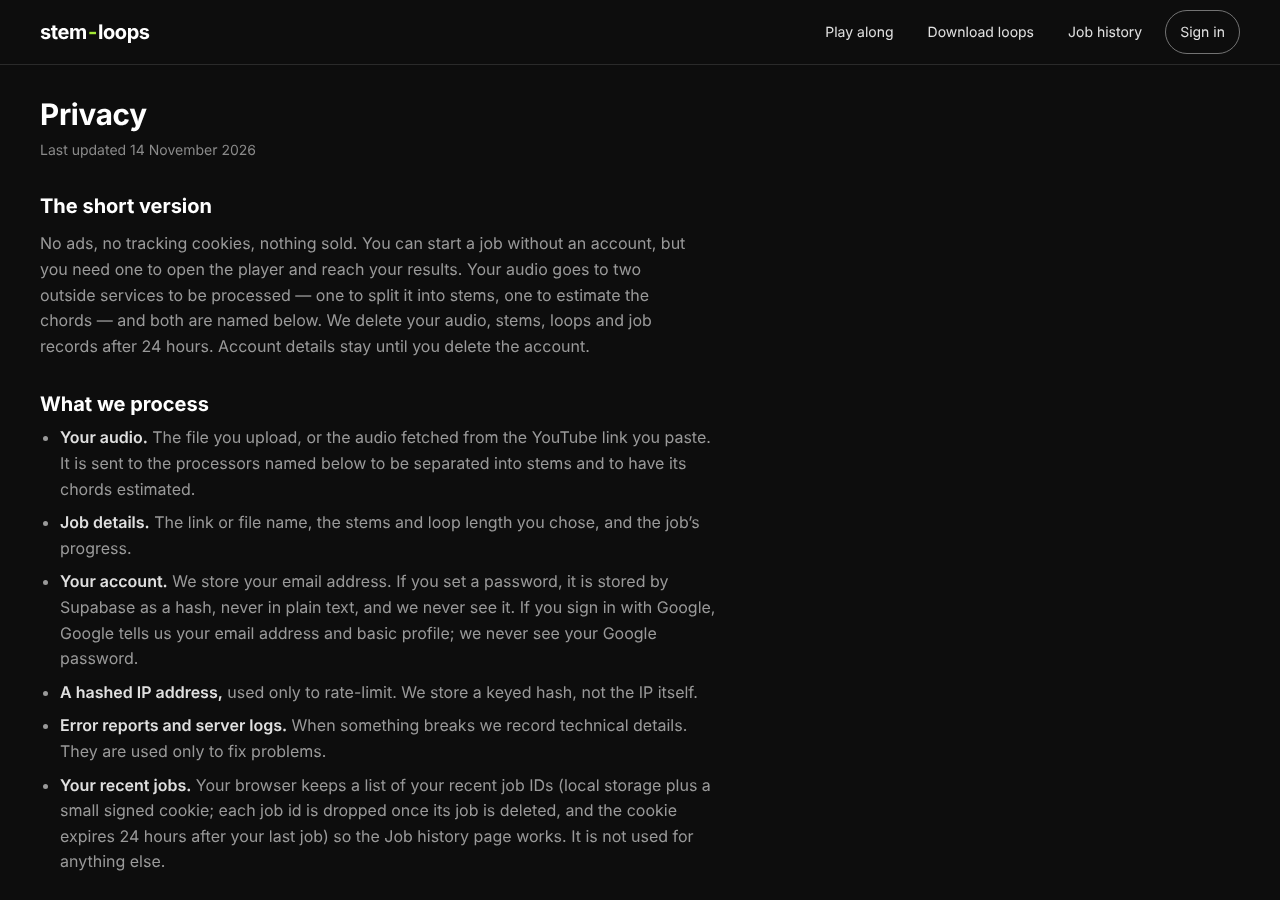 stem-loops
Play along
Download loops
Job history
Sign in
Privacy
Last updated 14 November 2026
The short version
No ads, no tracking cookies, nothing sold. You can start a job without an account, but
you need one to open the player and reach your results. Your audio goes to two
outside services to be processed — one to split it into stems, one to estimate the
chords — and both are named below. We delete your audio, stems, loops and job
records after 24 hours. Account details stay until you delete the account.
What we process
• Your audio. The file you upload, or the audio fetched from the YouTube link you paste.
It is sent to the processors named below to be separated into stems and to have its
chords estimated.
• Job details. The link or file name, the stems and loop length you chose, and the job’s
progress.
• Your account. We store your email address. If you set a password, it is stored by
Supabase as a hash, never in plain text, and we never see it. If you sign in with Google,
Google tells us your email address and basic profile; we never see your Google
password.
• A hashed IP address, used only to rate-limit. We store a keyed hash, not the IP itself.
• Error reports and server logs. When something breaks we record technical details.
They are used only to fix problems.
• Your recent jobs. Your browser keeps a list of your recent job IDs (local storage plus a
small signed cookie; each job id is dropped once its job is deleted, and the cookie
expires 24 hours after your last job) so the Job history page works. It is not used for
anything else.